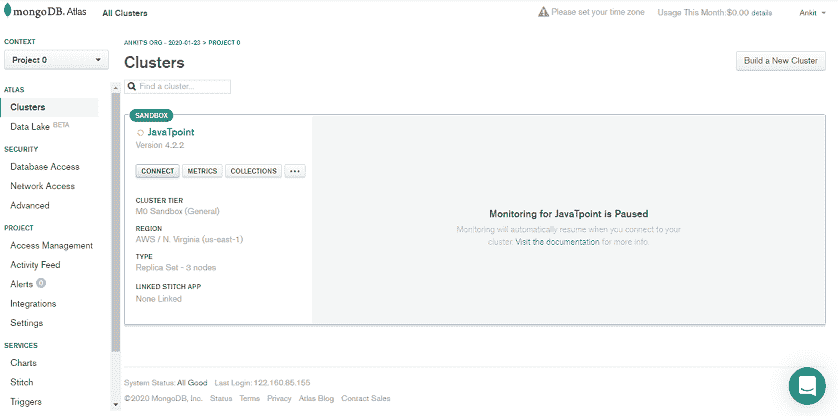 mongoDB. Atlas
All Clusters
Please set your time zone
Usage This Month:$0.00 details
Ankit
CONTEXT
Project 0
ATLAS
Clusters
Data Lake BETA
SECURITY
Database Access
Network Access
Advanced
PROJECT
Access Management
Activity Feed
Alerts 0
Integrations
Settings
SERVICES
Charts
Stitch
Triggers
ANKIT'S ORG - 2020-01-23 > PROJECT 0
Clusters
Build a New Cluster
Find a cluster...
SANDBOX
JavaTpoint
Version 4.2.2
CONNECT METRICS COLLECTIONS ...
CLUSTER TIER
M0 Sandbox (General)
REGION
AWS / N. Virginia (us-east-1)
TYPE
Replica Set - 3 nodes
LINKED STITCH APP
None Linked
Monitoring for JavaTpoint is Paused
Monitoring will automatically resume when you connect to your
cluster. Visit the documentation for more info.
System Status: All Good Last Login: 122.160.85.155
©2020 MongoDB, Inc. Status Terms Privacy Atlas Blog Contact Sales